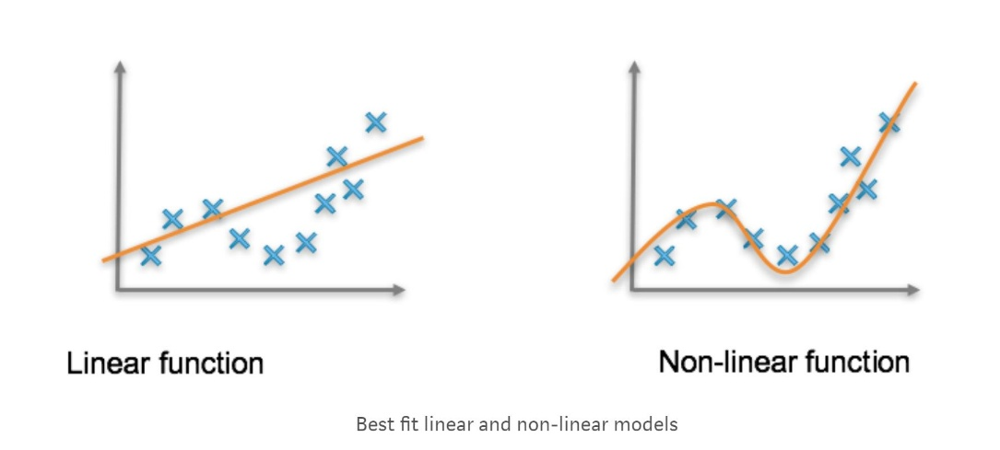 Linear function
Non-linear function
Best fit linear and non-linear models